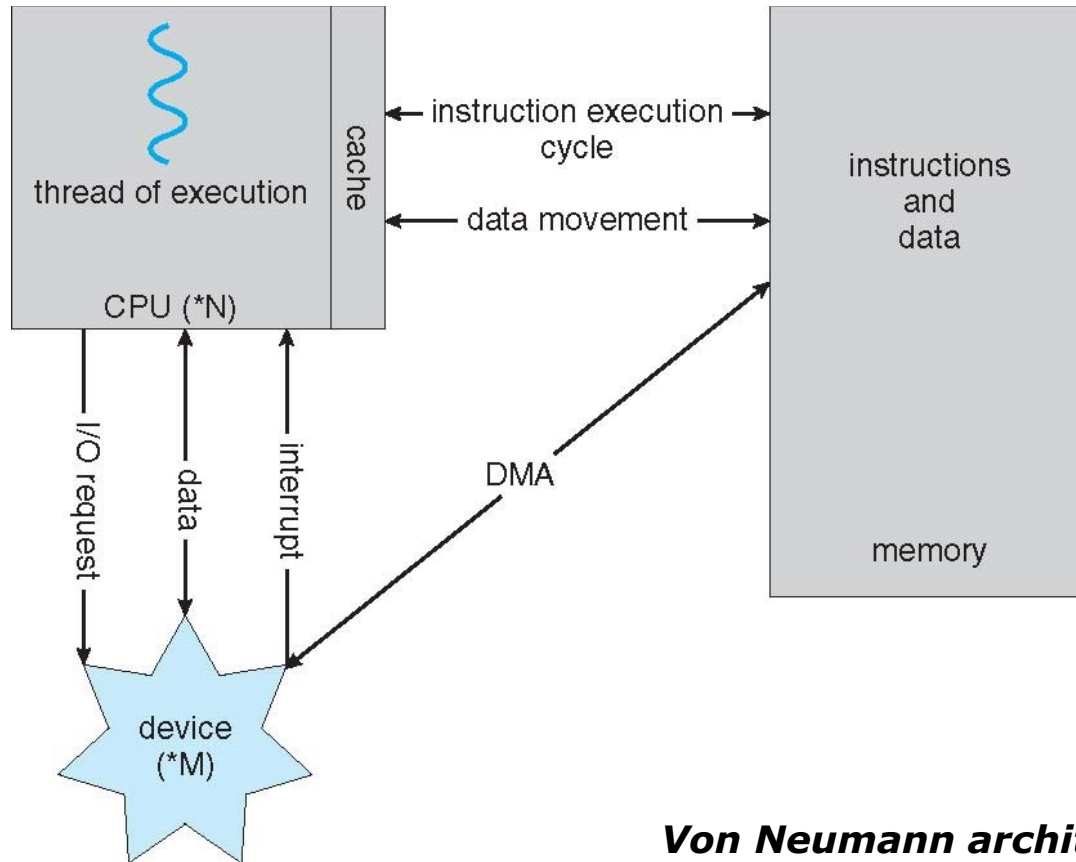 thread of execution
cache
CPU (*N)
instruction execution
cycle
data movement
instructions
and
data
memory
I/O request
data
interrupt
DMA
device
(*M)
Von Neumann archit